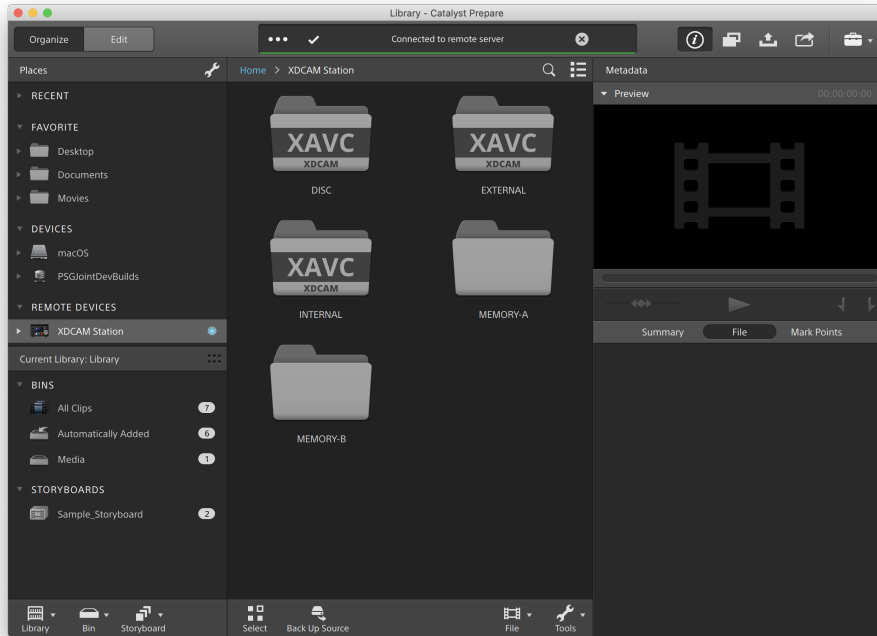 Library - Catalyst Prepare
Organize
Edit
Connected to remote server
Places
Home > XDCAM Station
Metadata
RECENT
Preview
00:00:00:00
FAVORITE
Desktop
Documents
Movies
DEVICES
macOS
PSGJointDevBuilds
REMOTE DEVICES
XDCAM Station
Current Library: Library
BINS
All Clips 7
Automatically Added 6
Media 1
STORYBOARDS
Sample_Storyboard 2
XAVC
XDCAM
DISC
XAVC
XDCAM
EXTERNAL
XAVC
XDCAM
INTERNAL
MEMORY-A
MEMORY-B
Summary
File
Mark Points
Library
Bin
Storyboard
Select
Back Up Source
File
Tools